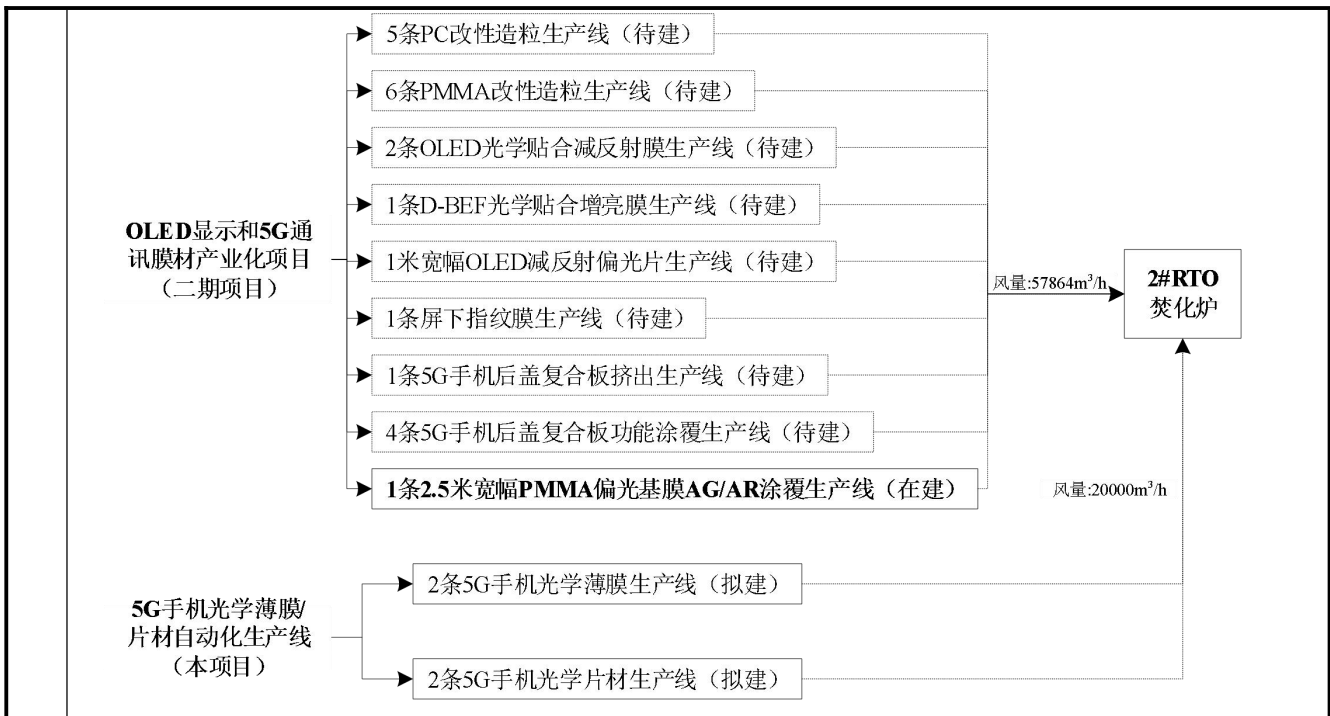 5条PC改性造粒生产线（待建）
6条PMMA改性造粒生产线（待建）
2条OLED光学贴合减反射膜生产线（待建）
1条D-BEF光学贴合增亮膜生产线（待建）
OLED显示和5G通
讯膜材产业化项目
（二期项目）
1米宽幅OLED减反射偏光片生产线（待建）
1条屏下指纹膜生产线（待建）
1条5G手机后盖复合板挤出生产线（待建）
4条5G手机后盖复合板功能涂覆生产线（待建）
1条2.5米宽幅PMMA偏光基膜AG/AR涂覆生产线（在建）
风量:57864m³/h
2#RTO
焚化炉
风量:20000m³/h
5G手机光学薄膜/
片材自动化生产线
（本项目）
2条5G手机光学薄膜生产线（拟建）
2条5G手机光学片材生产线（拟建）